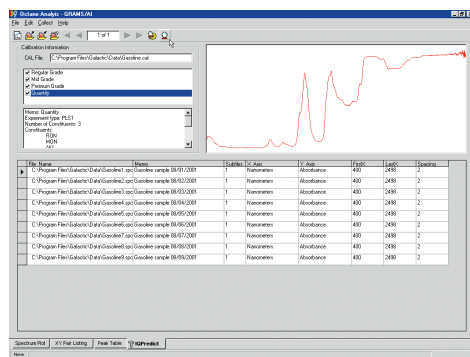 Octane Analyis - GRAMS/AI
File Edit Collect Help
1 of 1
Calibration Information
CAL File: C:\Program Files\Galactic\Data\Gasoline.cal
Regular Grade
Mid Grade
Premium Grade
Quantity
Memo: Quantity
Experiment type: PLS1
Number of Constituents: 3
Constituents:
RON
MON
File Name Memo Subfiles X Axis Y Axis FirstX LastX Spacing
C:\Program Files\Galactic\Data\Gasoline1.spc Gasoline sample 08/01/2001 1 Nanometers Absorbance 400 2498 2
C:\Program Files\Galactic\Data\Gasoline2.spc Gasoline sample 08/02/2001 1 Nanometers Absorbance 400 2498 2
C:\Program Files\Galactic\Data\Gasoline3.spc Gasoline sample 08/03/2001 1 Nanometers Absorbance 400 2498 2
C:\Program Files\Galactic\Data\Gasoline4.spc Gasoline sample 08/04/2001 1 Nanometers Absorbance 400 2498 2
C:\Program Files\Galactic\Data\Gasoline5.spc Gasoline sample 08/05/2001 1 Nanometers Absorbance 400 2498 2
C:\Program Files\Galactic\Data\Gasoline6.spc Gasoline sample 08/06/2001 1 Nanometers Absorbance 400 2498 2
C:\Program Files\Galactic\Data\Gasoline7.spc Gasoline sample 08/07/2001 1 Nanometers Absorbance 400 2498 2
C:\Program Files\Galactic\Data\Gasoline8.spc Gasoline sample 08/08/2001 1 Nanometers Absorbance 400 2498 2
C:\Program Files\Galactic\Data\Gasoline9.spc Gasoline sample 08/09/2001 1 Nanometers Absorbance 400 2498 2
Spectrum Plot XY Pair Listing Peak Table IQPredict
None